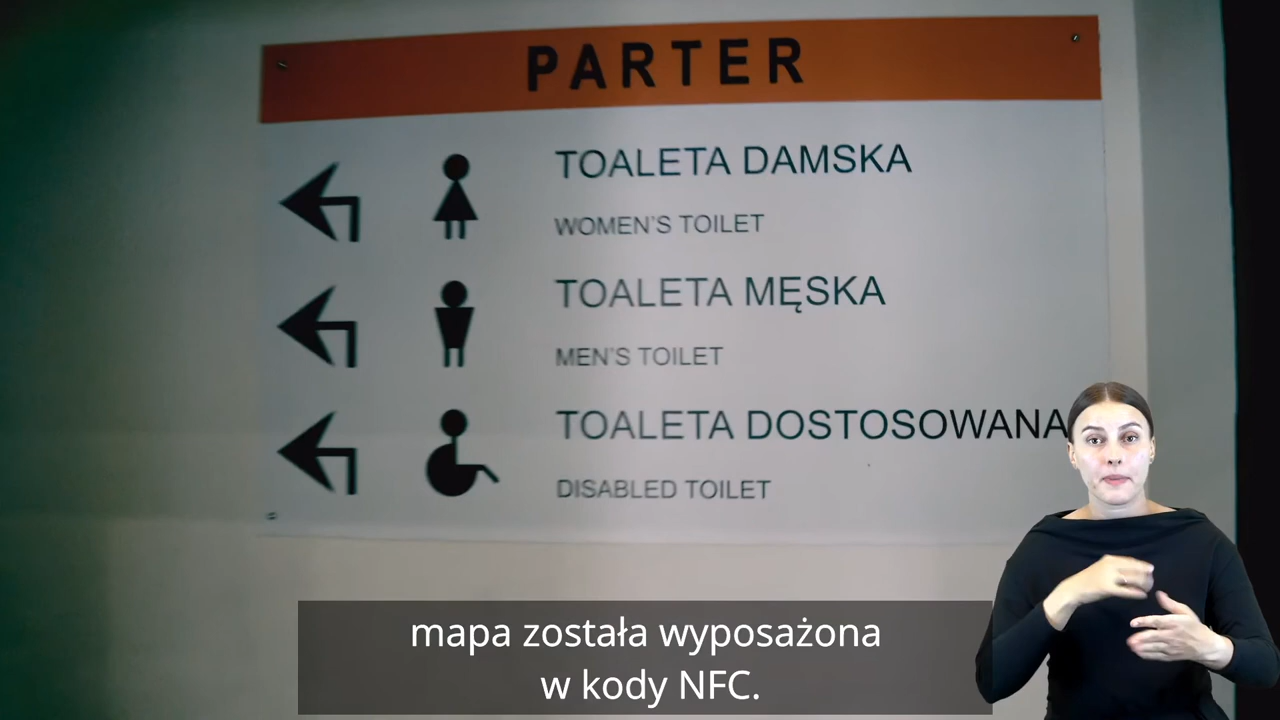 PARTER
TOALETA DAMSKA
WOMEN'S TOILET
TOALETA MĘSKA
MEN'S TOILET
TOALETA DOSTOSOWANA
DISABLED TOILET
mapa została wyposażona
w kody NFC.